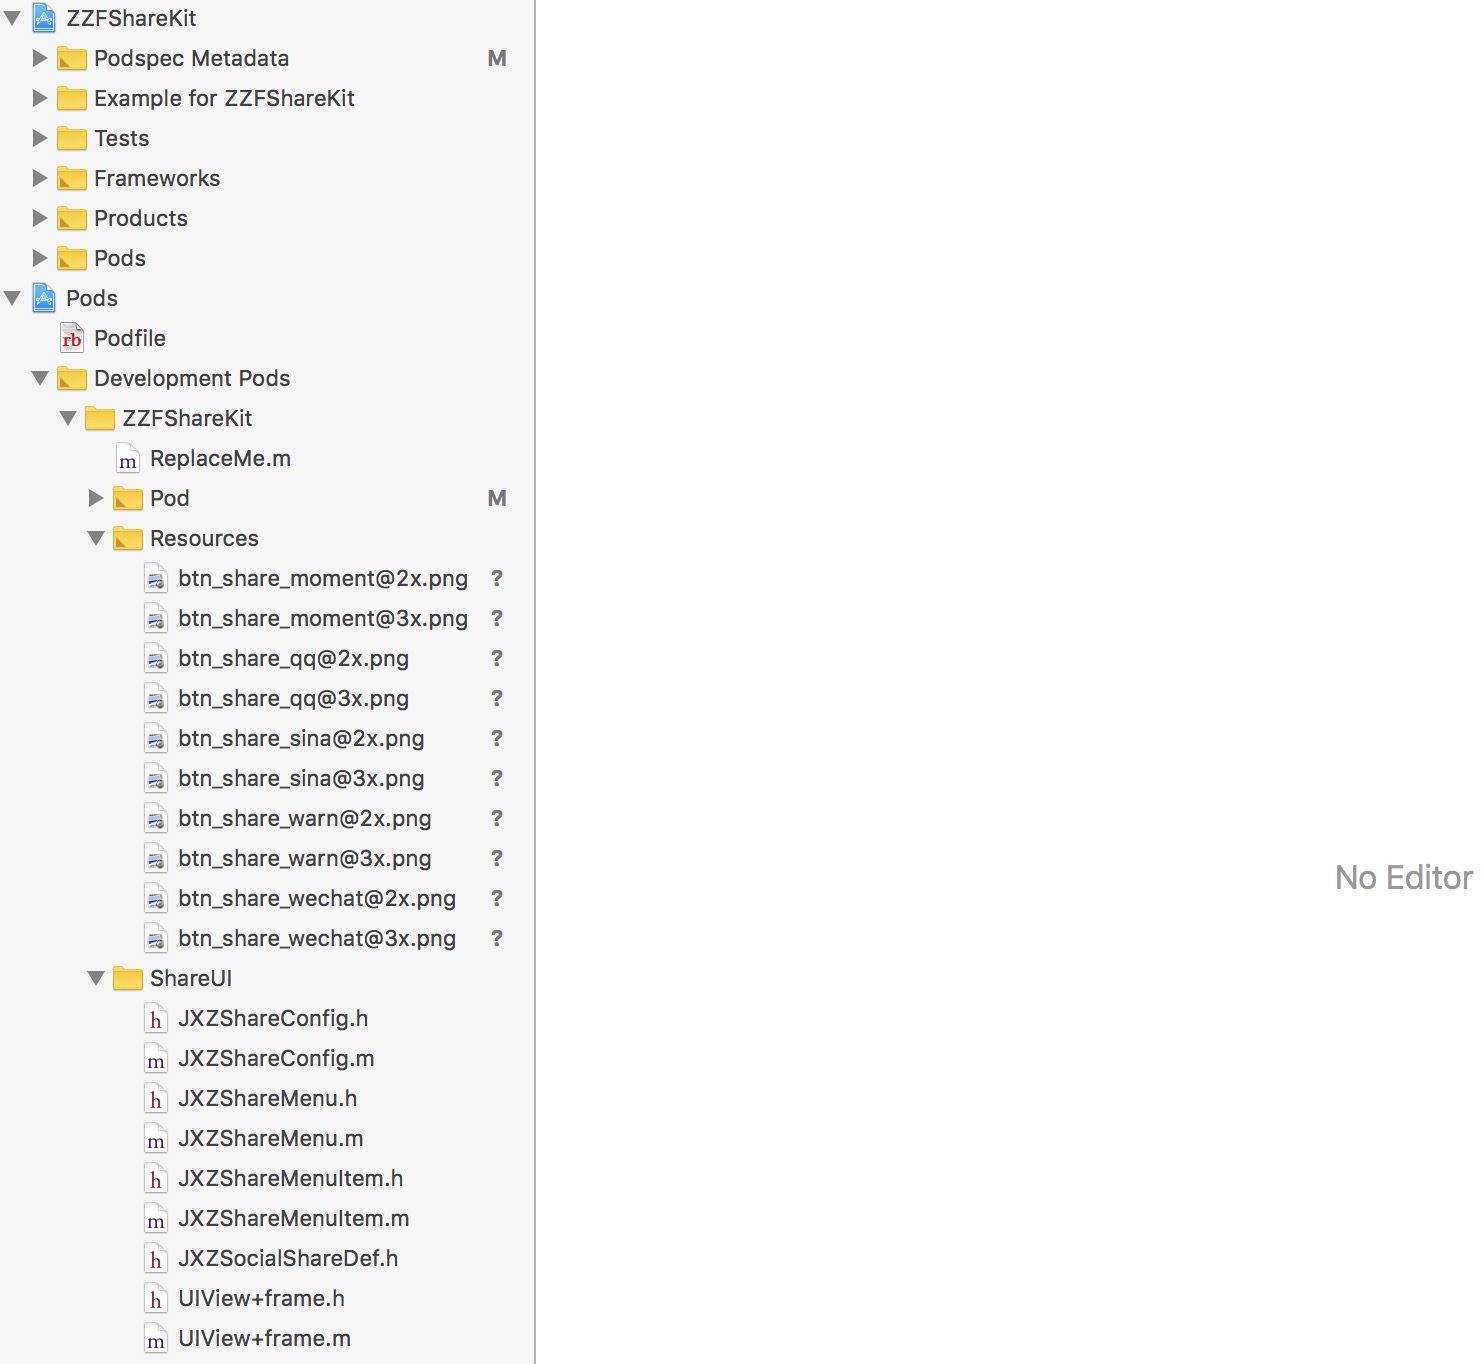 ZZFShareKit
Podspec Metadata M
Example for ZZFShareKit
Tests
Frameworks
Products
Pods
Pods
rb Podfile
Development Pods
ZZFShareKit
m ReplaceMe.m
Pod M
Resources
btn_share_moment@2x.png ?
btn_share_moment@3x.png ?
btn_share_qq@2x.png ?
btn_share_qq@3x.png ?
btn_share_sina@2x.png ?
btn_share_sina@3x.png ?
btn_share_warn@2x.png ?
btn_share_warn@3x.png ?
No Editor
btn_share_wechat@2x.png ?
btn_share_wechat@3x.png ?
ShareUI
h JXZShareConfig.h
m JXZShareConfig.m
h JXZShareMenu.h
m JXZShareMenu.m
h JXZShareMenuItem.h
m JXZShareMenuItem.m
h JXZSocialShareDef.h
h UIView+frame.h
m UIView+frame.m